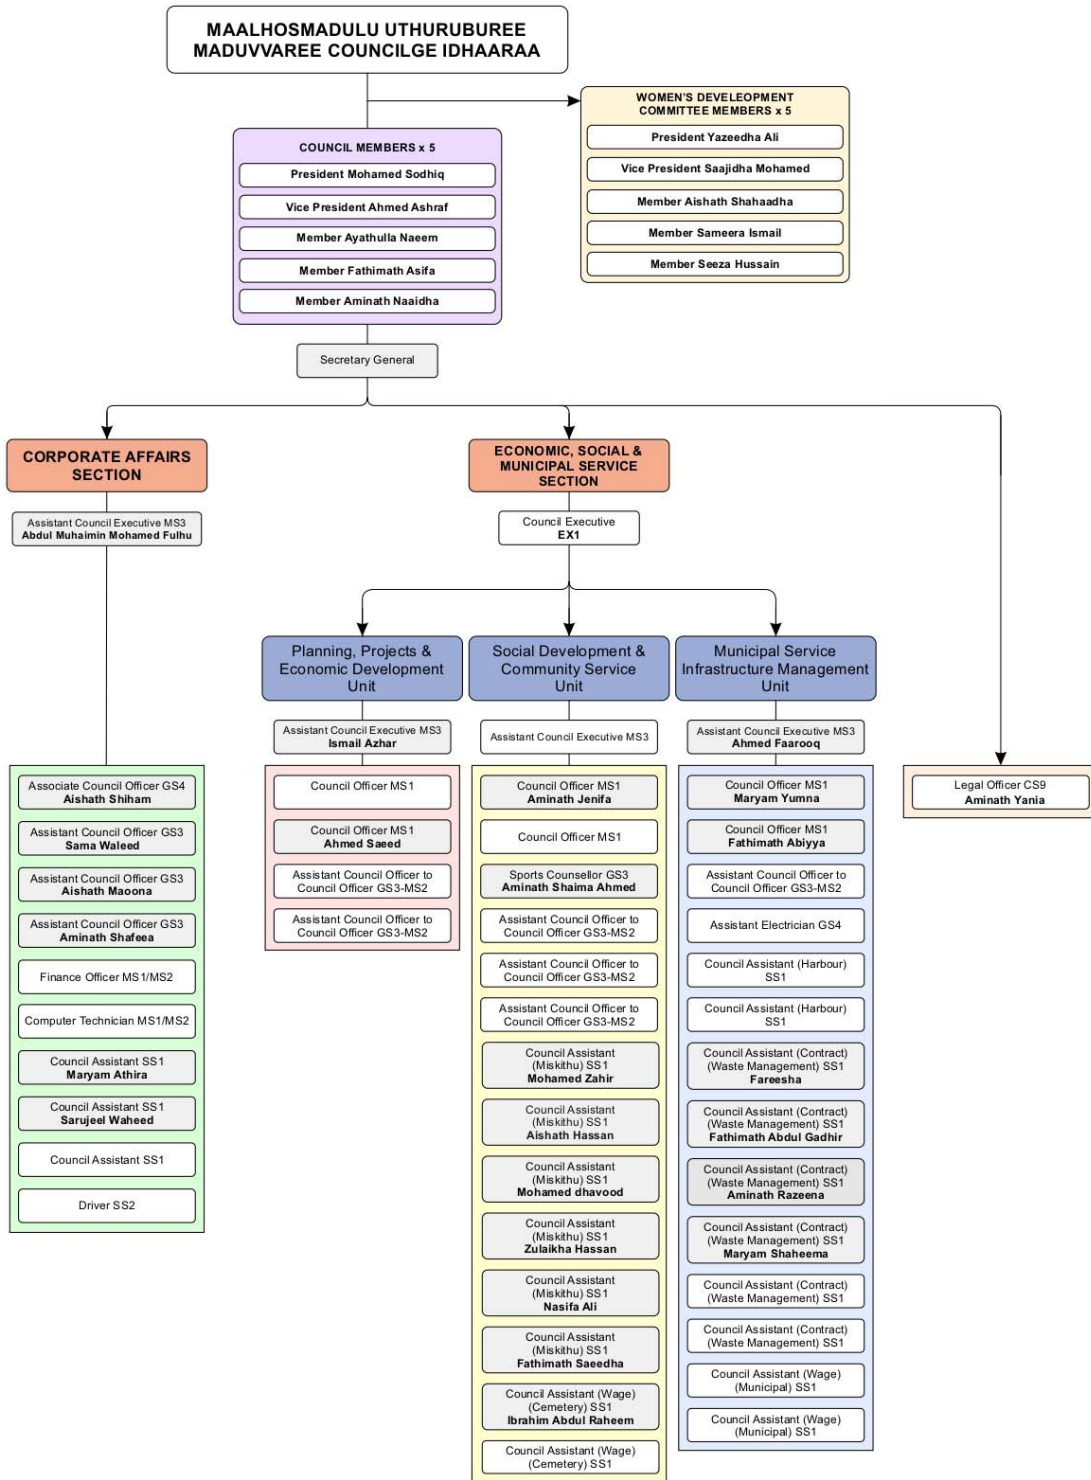 MAALHOSMADULU UTHURUBUREE
MADUVVAREE COUNCILGE IDHAARAA
WOMEN'S DEVELEOPMENT
COMMITTEE MEMBERS x 5
President Yazeedha Ali
Vice President Saajidha Mohamed
Member Aishath Shahaadha
Member Sameera Ismail
Member Seeza Hussain
COUNCIL MEMBERS x 5
President Mohamed Sodhiq
Vice President Ahmed Ashraf
Member Ayathulla Naeem
Member Fathimath Asifa
Member Aminath Naaidha
Secretary General
CORPORATE AFFAIRS
SECTION
Assistant Council Executive MS3
Abdul Muhaimin Mohamed Fulhu
Associate Council Officer GS4
Aishath Shiham
Assistant Council Officer GS3
Sama Waleed
Assistant Council Officer GS3
Aishath Maoona
Assistant Council Officer GS3
Aminath Shafeea
Finance Officer MS1/MS2
Computer Technician MS1/MS2
Council Assistant SS1
Maryam Athira
Council Assistant SS1
Sarujeel Waheed
Council Assistant SS1
Driver SS2
ECONOMIC, SOCIAL &
MUNICIPAL SERVICE
SECTION
Council Executive
EX1
Planning, Projects &
Economic Development
Unit
Assistant Council Executive MS3
Ismail Azhar
Council Officer MS1
Council Officer MS1
Ahmed Saeed
Assistant Council Officer to
Council Officer GS3-MS2
Assistant Council Officer to
Council Officer GS3-MS2
Social Development &
Community Service
Unit
Assistant Council Executive MS3
Council Officer MS1
Aminath Jenifa
Council Officer MS1
Sports Counsellor GS3
Aminath Shaima Ahmed
Assistant Council Officer to
Council Officer GS3-MS2
Assistant Council Officer to
Council Officer GS3-MS2
Assistant Council Officer to
Council Officer GS3-MS2
Council Assistant
(Miskithu) SS1
Mohamed Zahir
Council Assistant
(Miskithu) SS1
Aishath Hassan
Council Assistant
(Miskithu) SS1
Mohamed dhavood
Council Assistant
(Miskithu) SS1
Zulaikha Hassan
Council Assistant
(Miskithu) SS1
Nasifa Ali
Council Assistant
(Miskithu) SS1
Fathimath Saeedha
Council Assistant (Wage)
(Cemetery) SS1
Ibrahim Abdul Raheem
Council Assistant (Wage)
(Cemetery) SS1
Municipal Service
Infrastructure Management
Unit
Assistant Council Executive MS3
Ahmed Faarooq
Council Officer MS1
Maryam Yumna
Council Officer MS1
Fathimath Abiyya
Assistant Council Officer to
Council Officer GS3-MS2
Assistant Electrician GS4
Council Assistant (Harbour)
SS1
Council Assistant (Harbour)
SS1
Council Assistant (Contract)
(Waste Management) SS1
Fareesha
Council Assistant (Contract)
(Waste Management) SS1
Fathimath Abdul Gadhir
Council Assistant (Contract)
(Waste Management) SS1
Aminath Razeena
Council Assistant (Contract)
(Waste Management) SS1
Maryam Shaheema
Council Assistant (Contract)
(Waste Management) SS1
Council Assistant (Contract)
(Waste Management) SS1
Council Assistant (Wage)
(Municipal) SS1
Council Assistant (Wage)
(Municipal) SS1
Legal Officer CS9
Aminath Yania